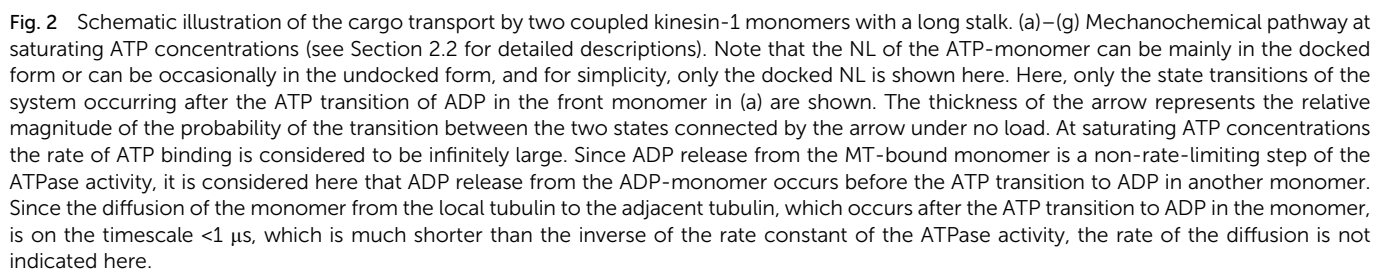 Fig. 2 Schematic illustration of the cargo transport by two coupled kinesin-1 monomers with a long stalk. (a)–(g) Mechanochemical pathway at
saturating ATP concentrations (see Section 2.2 for detailed descriptions). Note that the NL of the ATP-monomer can be mainly in the docked
form or can be occasionally in the undocked form, and for simplicity, only the docked NL is shown here. Here, only the state transitions of the
system occurring after the ATP transition of ADP in the front monomer in (a) are shown. The thickness of the arrow represents the relative
magnitude of the probability of the transition between the two states connected by the arrow under no load. At saturating ATP concentrations
the rate of ATP binding is considered to be infinitely large. Since ADP release from the MT-bound monomer is a non-rate-limiting step of the
ATPase activity, it is considered here that ADP release from the ADP-monomer occurs before the ATP transition to ADP in another monomer.
Since the diffusion of the monomer from the local tubulin to the adjacent tubulin, which occurs after the ATP transition to ADP in the monomer,
is on the timescale <1 μs, which is much shorter than the inverse of the rate constant of the ATPase activity, the rate of the diffusion is not
indicated here.